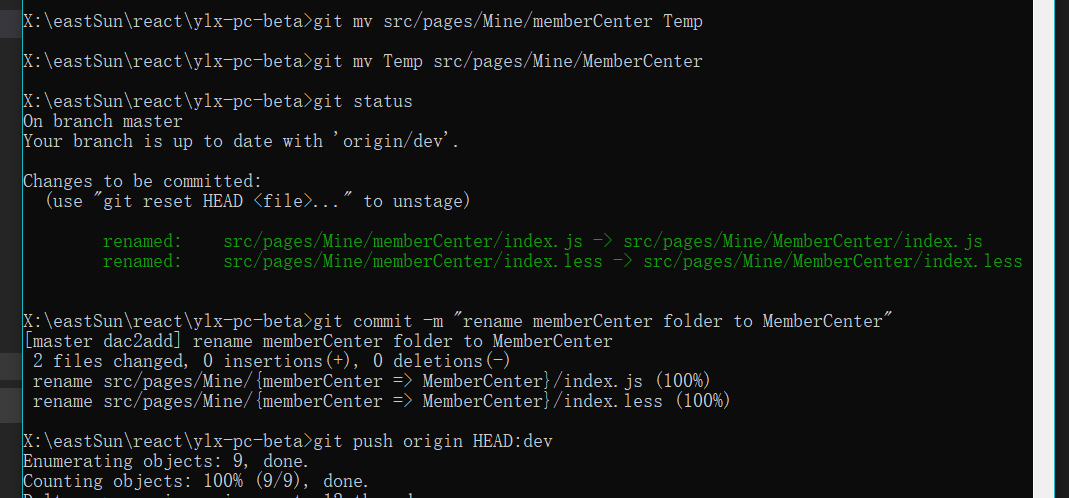 X:\eastSun\react\ylx-pc-beta>git mv src/pages/Mine/memberCenter Temp
X:\eastSun\react\ylx-pc-beta>git mv Temp src/pages/Mine/MemberCenter
X:\eastSun\react\ylx-pc-beta>git status
On branch master
Your branch is up to date with 'origin/dev'.
Changes to be committed:
(use "git reset HEAD <file>..." to unstage)
renamed: src/pages/Mine/memberCenter/index.js -> src/pages/Mine/MemberCenter/index.js
renamed: src/pages/Mine/memberCenter/index.less -> src/pages/Mine/MemberCenter/index.less
X:\eastSun\react\ylx-pc-beta>git commit -m "rename memberCenter folder to MemberCenter"
[master dac2add] rename memberCenter folder to MemberCenter
2 files changed, 0 insertions(+), 0 deletions(-)
rename src/pages/Mine/{memberCenter => MemberCenter}/index.js (100%)
rename src/pages/Mine/{memberCenter => MemberCenter}/index.less (100%)
X:\eastSun\react\ylx-pc-beta>git push origin HEAD:dev
Enumerating objects: 9, done.
Counting objects: 100% (9/9), done.